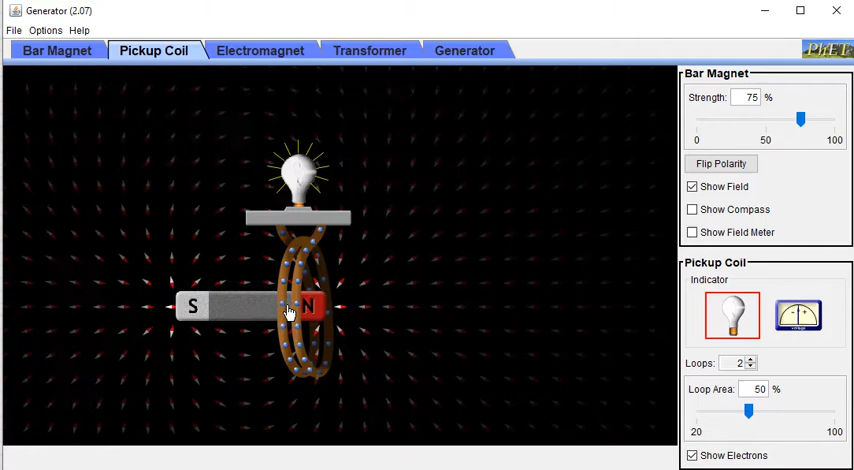 Generator (2.07)
File Options Help
Bar Magnet Pickup Coil Electromagnet Transformer Generator PhET
Bar Magnet
Strength: 75 %
0 50 100
Flip Polarity
Show Field
Show Compass
Show Field Meter
S N
Pickup Coil
Indicator
- +
Loops: 2
Loop Area: 50 %
20 100
Show Electrons